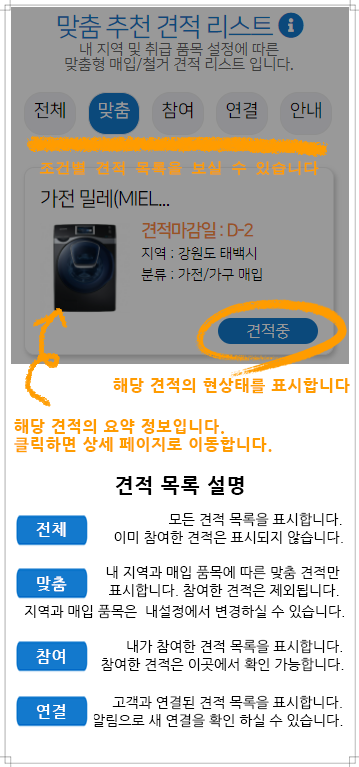 맞춤 추천 견적 리스트 i
내 지역 및 취급 품목 설정에 따른
맞춤형 매입/철거 견적 리스트 입니다.
전체 맞춤 참여 연결 안내
조건별 견적 목록을 보실 수 있습니다
가전 밀레(MIEL...
견적마감일 : D-2
지역 : 강원도 태백시
분류 : 가전/가구 매입
견적중
해당 견적의 현상태를 표시합니다
해당 견적의 요약 정보입니다.
클릭하면 상세 페이지로 이동합니다.
견적 목록 설명
전체
모든 견적 목록을 표시합니다.
이미 참여한 견적은 표시되지 않습니다.
맞춤
내 지역과 매입 품목에 따른 맞춤 견적만
표시합니다. 참여한 견적은 제외됩니다.
지역과 매입 품목은 내설정에서 변경하실 수 있습니다.
참여
내가 참여한 견적 목록을 표시합니다.
참여한 견적은 이곳에서 확인 가능합니다.
연결
고객과 연결된 견적 목록을 표시합니다.
알림으로 새 연결을 확인 하실 수 있습니다.